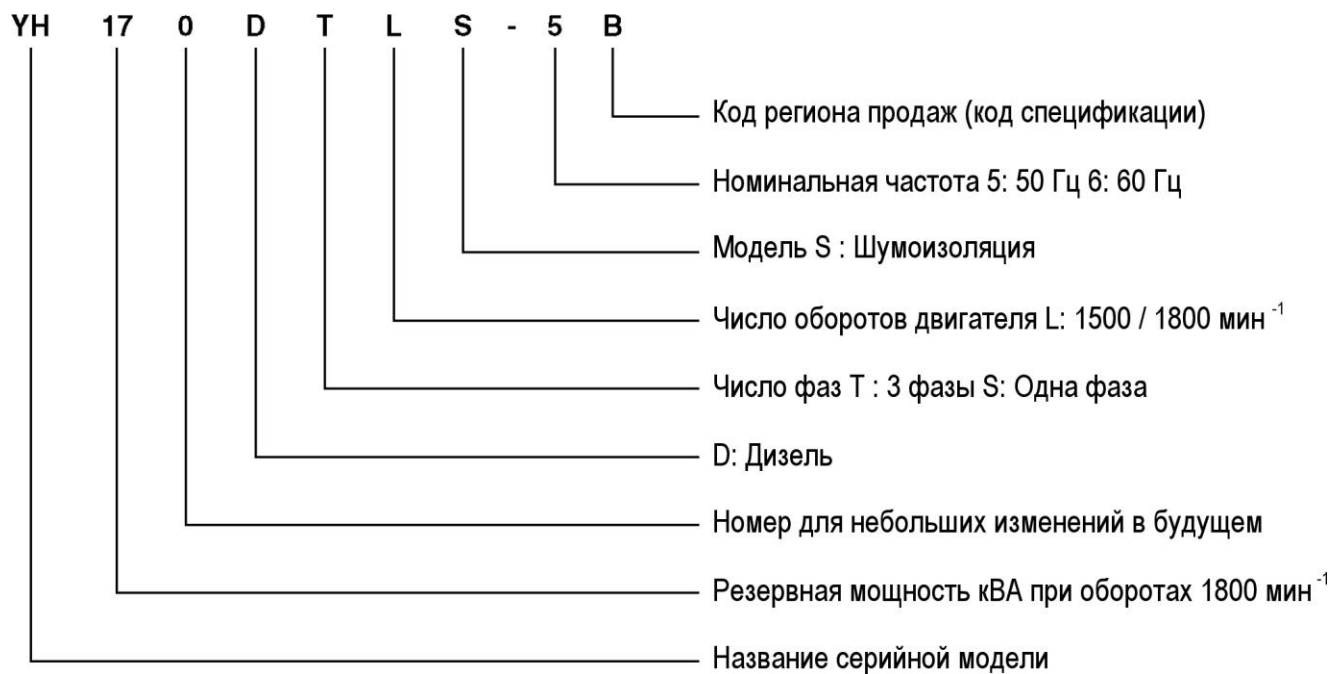 YH 17 0 D T L S - 5 B
Код региона продаж (код спецификации)
Номинальная частота 5: 50 Гц 6: 60 Гц
Модель S : Шумоизоляция
Число оборотов двигателя L: 1500 / 1800 мин -1
Число фаз T : 3 фазы S: Одна фаза
D: Дизель
Номер для небольших изменений в будущем
Резервная мощность кВА при оборотах 1800 мин -1
Название серийной модели